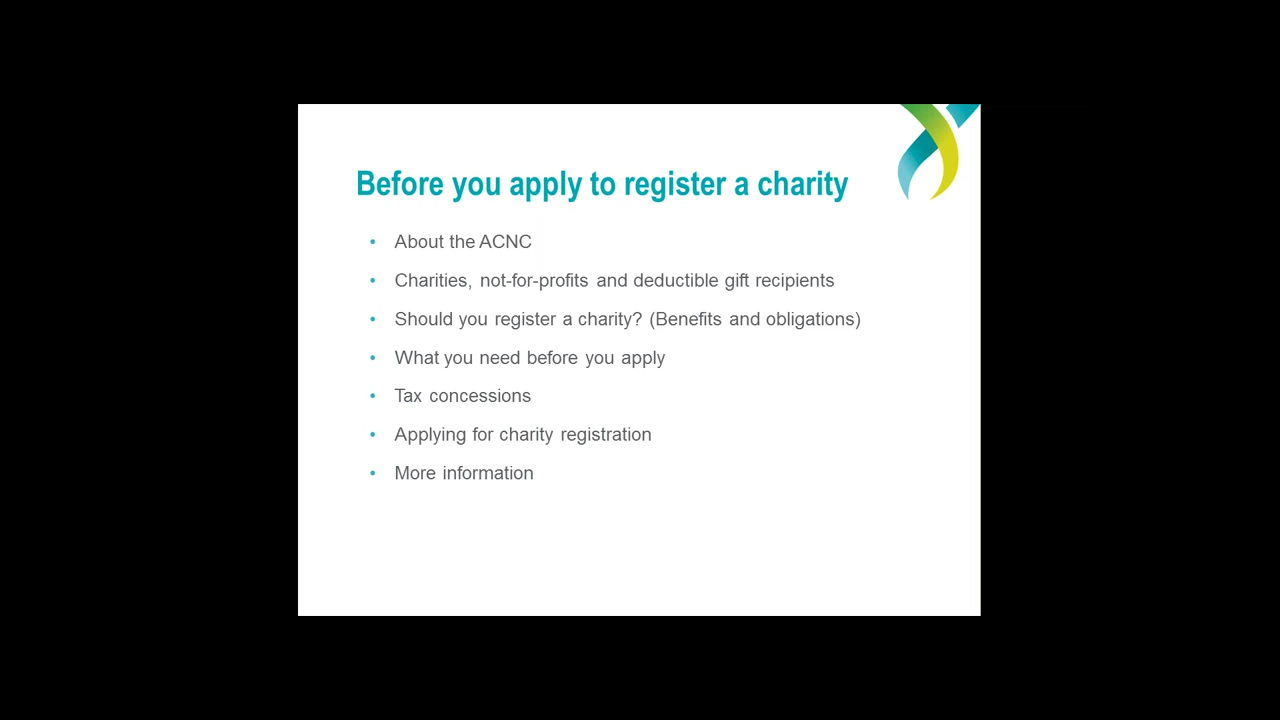 Before you apply to register a charity
• About the ACNC
• Charities, not-for-profits and deductible gift recipients
• Should you register a charity? (Benefits and obligations)
• What you need before you apply
• Tax concessions
• Applying for charity registration
• More information